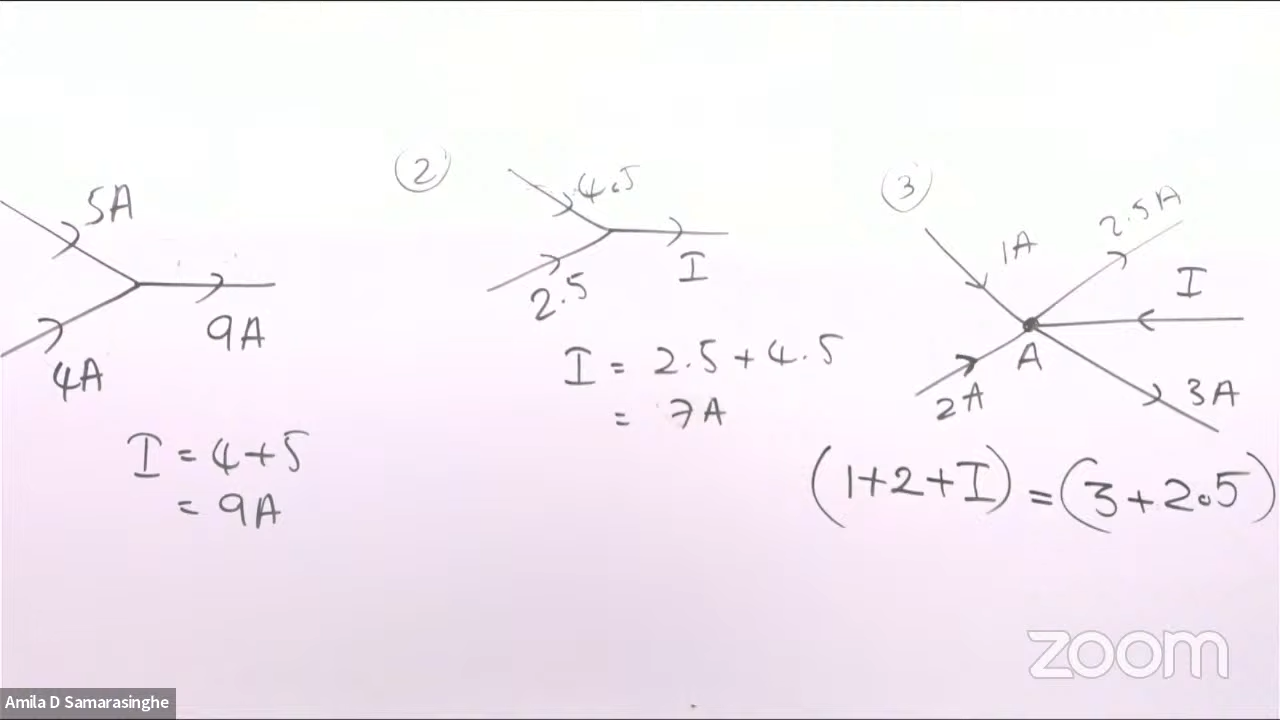 5A
4A
9A
I = 4+5
= 9A
2
4.5
2.5
I
I = 2.5 + 4.5
= 7A
3
1A
2.5A
I
A
2A
3A
(1+2+I) = (3+2.5)
zoom
Amila D Samarasinghe